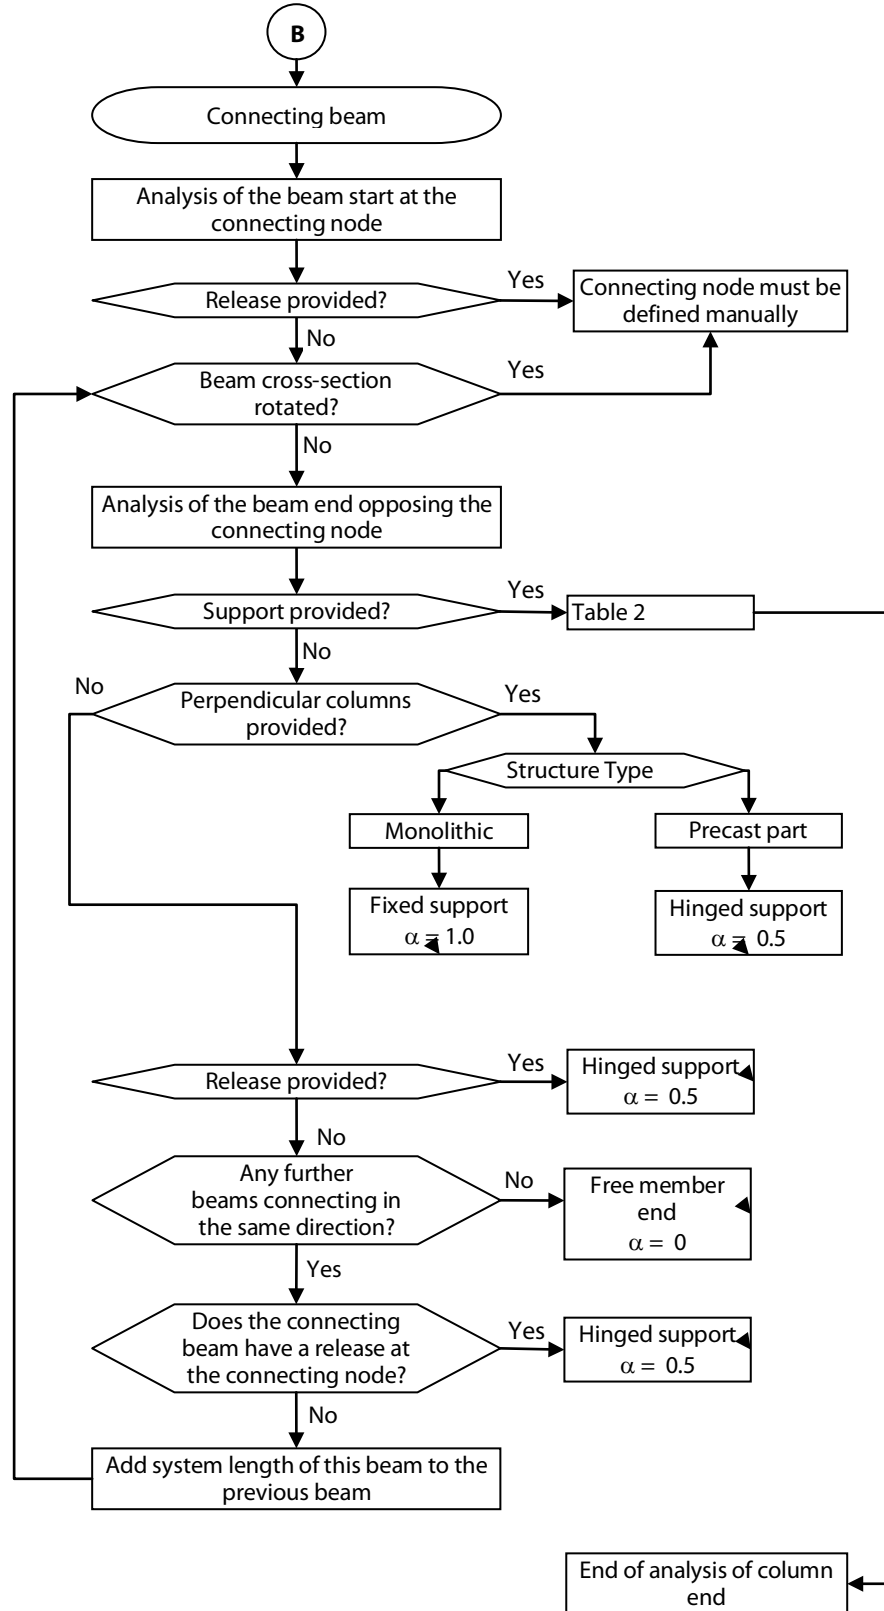 B
Connecting beam
Analysis of the beam start at the
connecting node
Release provided?
Yes
Connecting node must be
defined manually
No
Beam cross-section
rotated?
Yes
No
Analysis of the beam end opposing the
connecting node
Support provided?
Yes
Table 2
No
No
Perpendicular columns
provided?
Yes
Structure Type
Monolithic
Precast part
Fixed support
α = 1.0
Hinged support
α = 0.5
Release provided?
Yes
Hinged support
α = 0.5
No
Any further
beams connecting in
the same direction?
No
Free member
end
α = 0
Yes
Does the connecting
beam have a release at
the connecting node?
Yes
Hinged support
α = 0.5
No
Add system length of this beam to the
previous beam
End of analysis of column
end